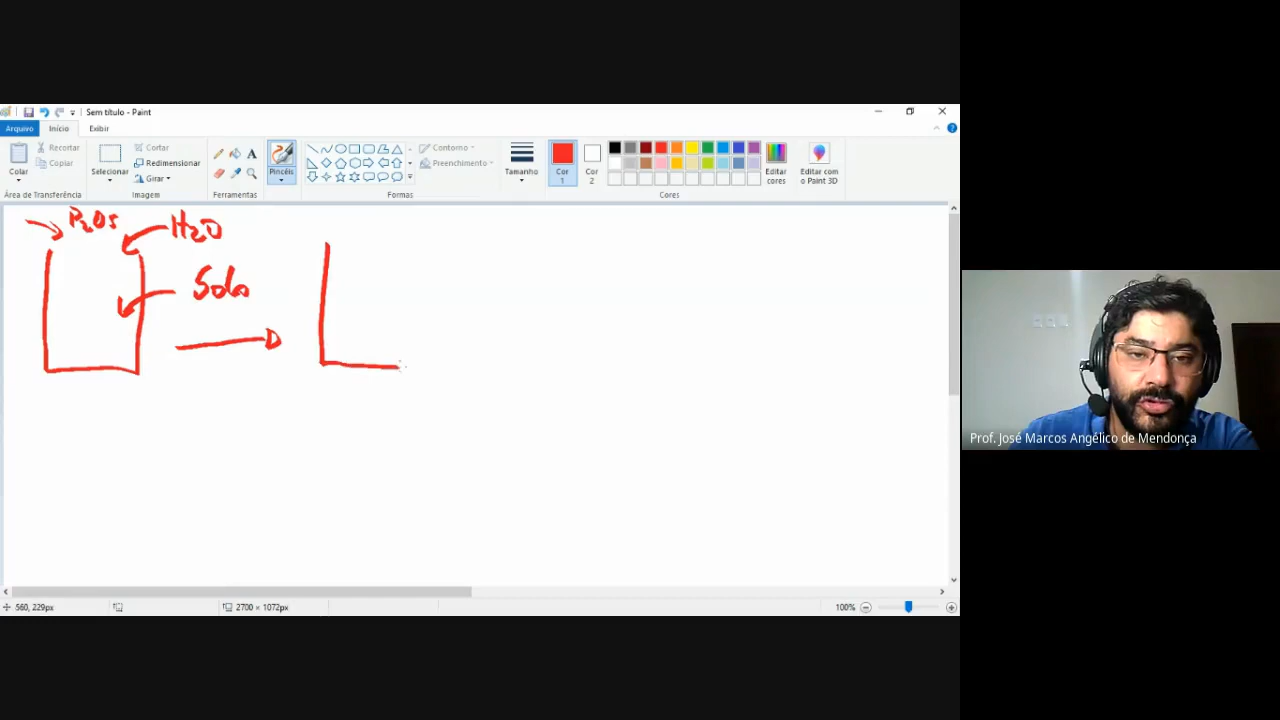 Sem título - Paint
Arquivo
Início
Exibir
Colar
Recortar
Copiar
Área de Transferência
Selecionar
Cortar
Redimensionar
Girar
Imagem
A
Ferramentas
Pincéis
Contorno
Preenchimento
Formas
Tamanho
Cor
1
Cor
2
Editar
cores
Editar com
o Paint 3D
Cores
P2O5
H2O
Solo
Prof. José Marcos Angélico de Mendonça
560, 229px
2700 × 1072px
100%